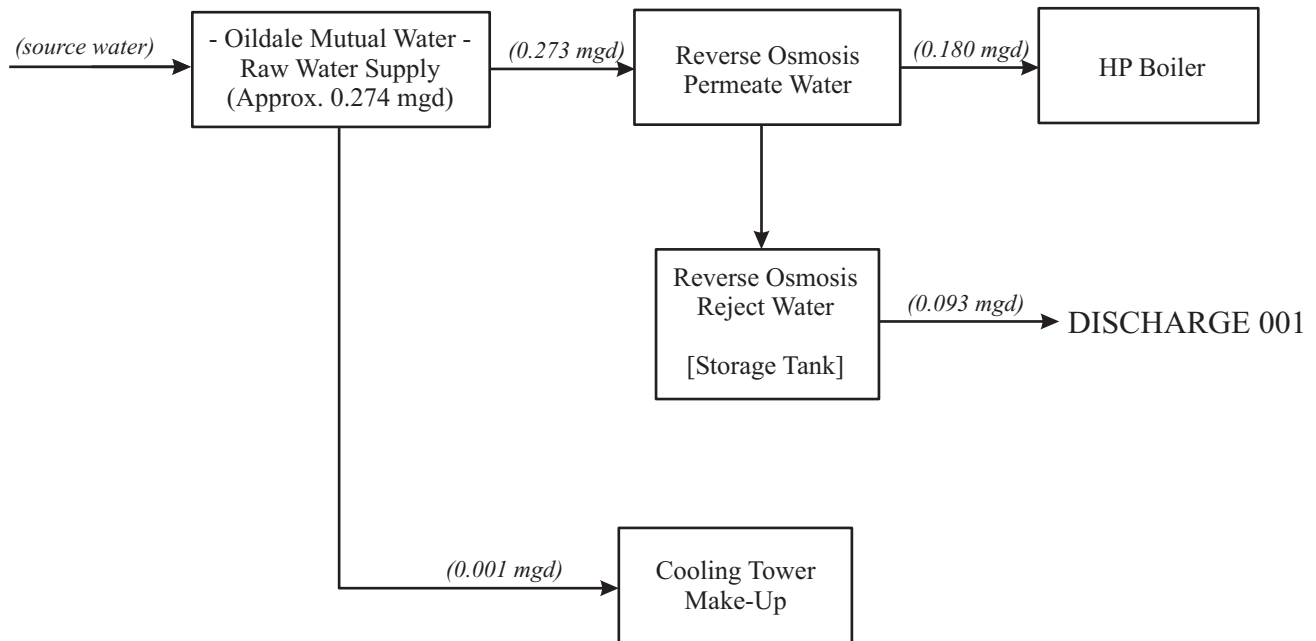 (source water)
- Oildale Mutual Water -
Raw Water Supply
(Approx. 0.274 mgd)
(0.273 mgd)
Reverse Osmosis
Permeate Water
(0.180 mgd)
HP Boiler
Reverse Osmosis
Reject Water
[Storage Tank]
(0.093 mgd)
DISCHARGE 001
(0.001 mgd)
Cooling Tower
Make-Up